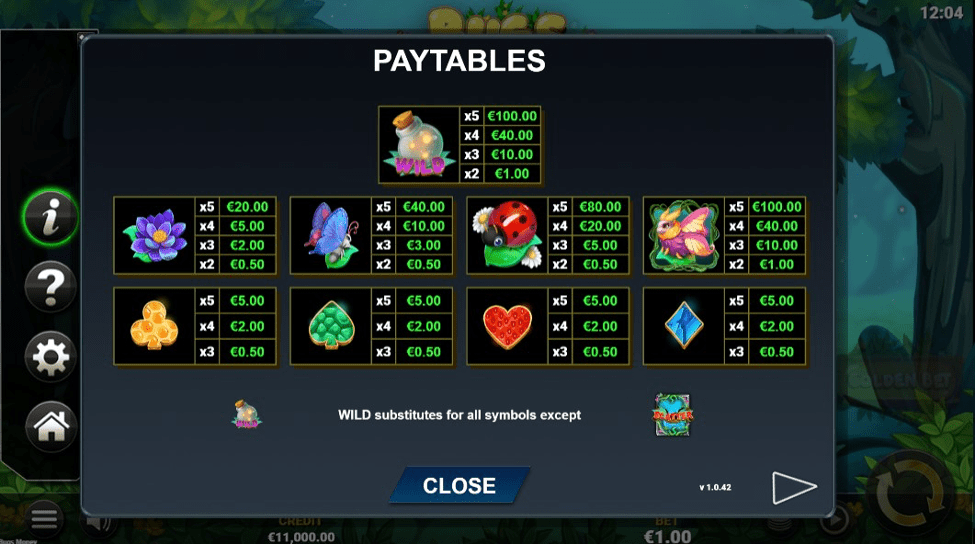 12:04
PAYTABLES
WILD
x5 €100.00
x4 €40.00
x3 €10.00
x2 €1.00
x5 €20.00
x4 €5.00
x3 €2.00
x2 €0.50
x5 €40.00
x4 €10.00
x3 €3.00
x2 €0.50
x5 €80.00
x4 €20.00
x3 €5.00
x2 €0.50
x5 €100.00
x4 €40.00
x3 €10.00
x2 €1.00
x5 €5.00
x4 €2.00
x3 €0.50
x5 €5.00
x4 €2.00
x3 €0.50
x5 €5.00
x4 €2.00
x3 €0.50
x5 €5.00
x4 €2.00
x3 €0.50
GOLDEN BET
WILD
WILD substitutes for all symbols except
SCATTER
CLOSE
v 1.0.42
CREDIT
€11,000.00
BET
€1.00